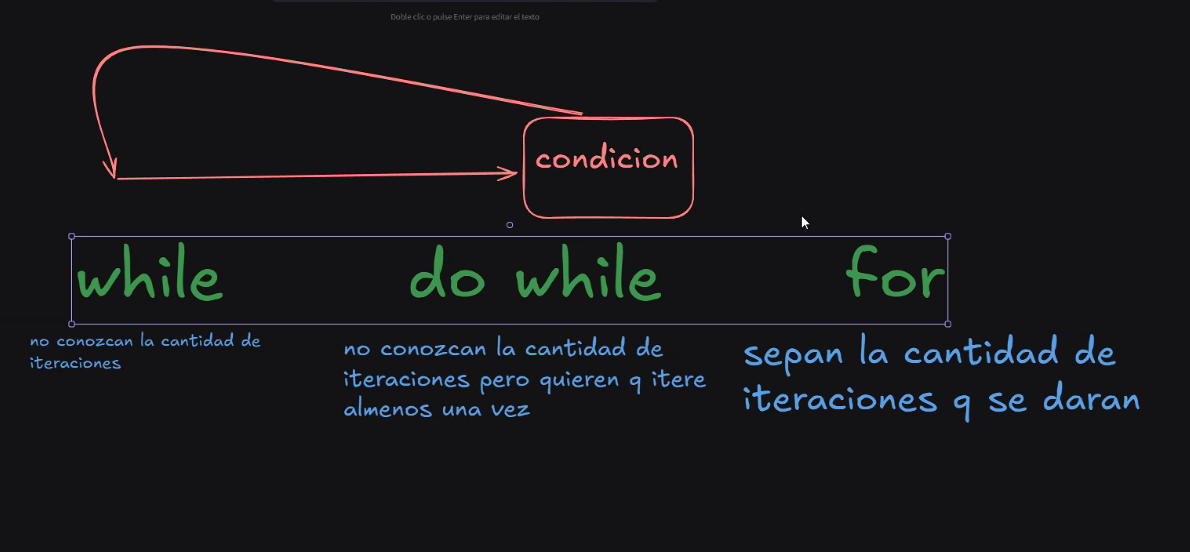 Doble clic o pulse Enter para editar el texto
condicion
while do while for
no conozcan la cantidad de
iteraciones
no conozcan la cantidad de
iteraciones pero quieren q itere
almenos una vez
sepan la cantidad de
iteraciones q se daran